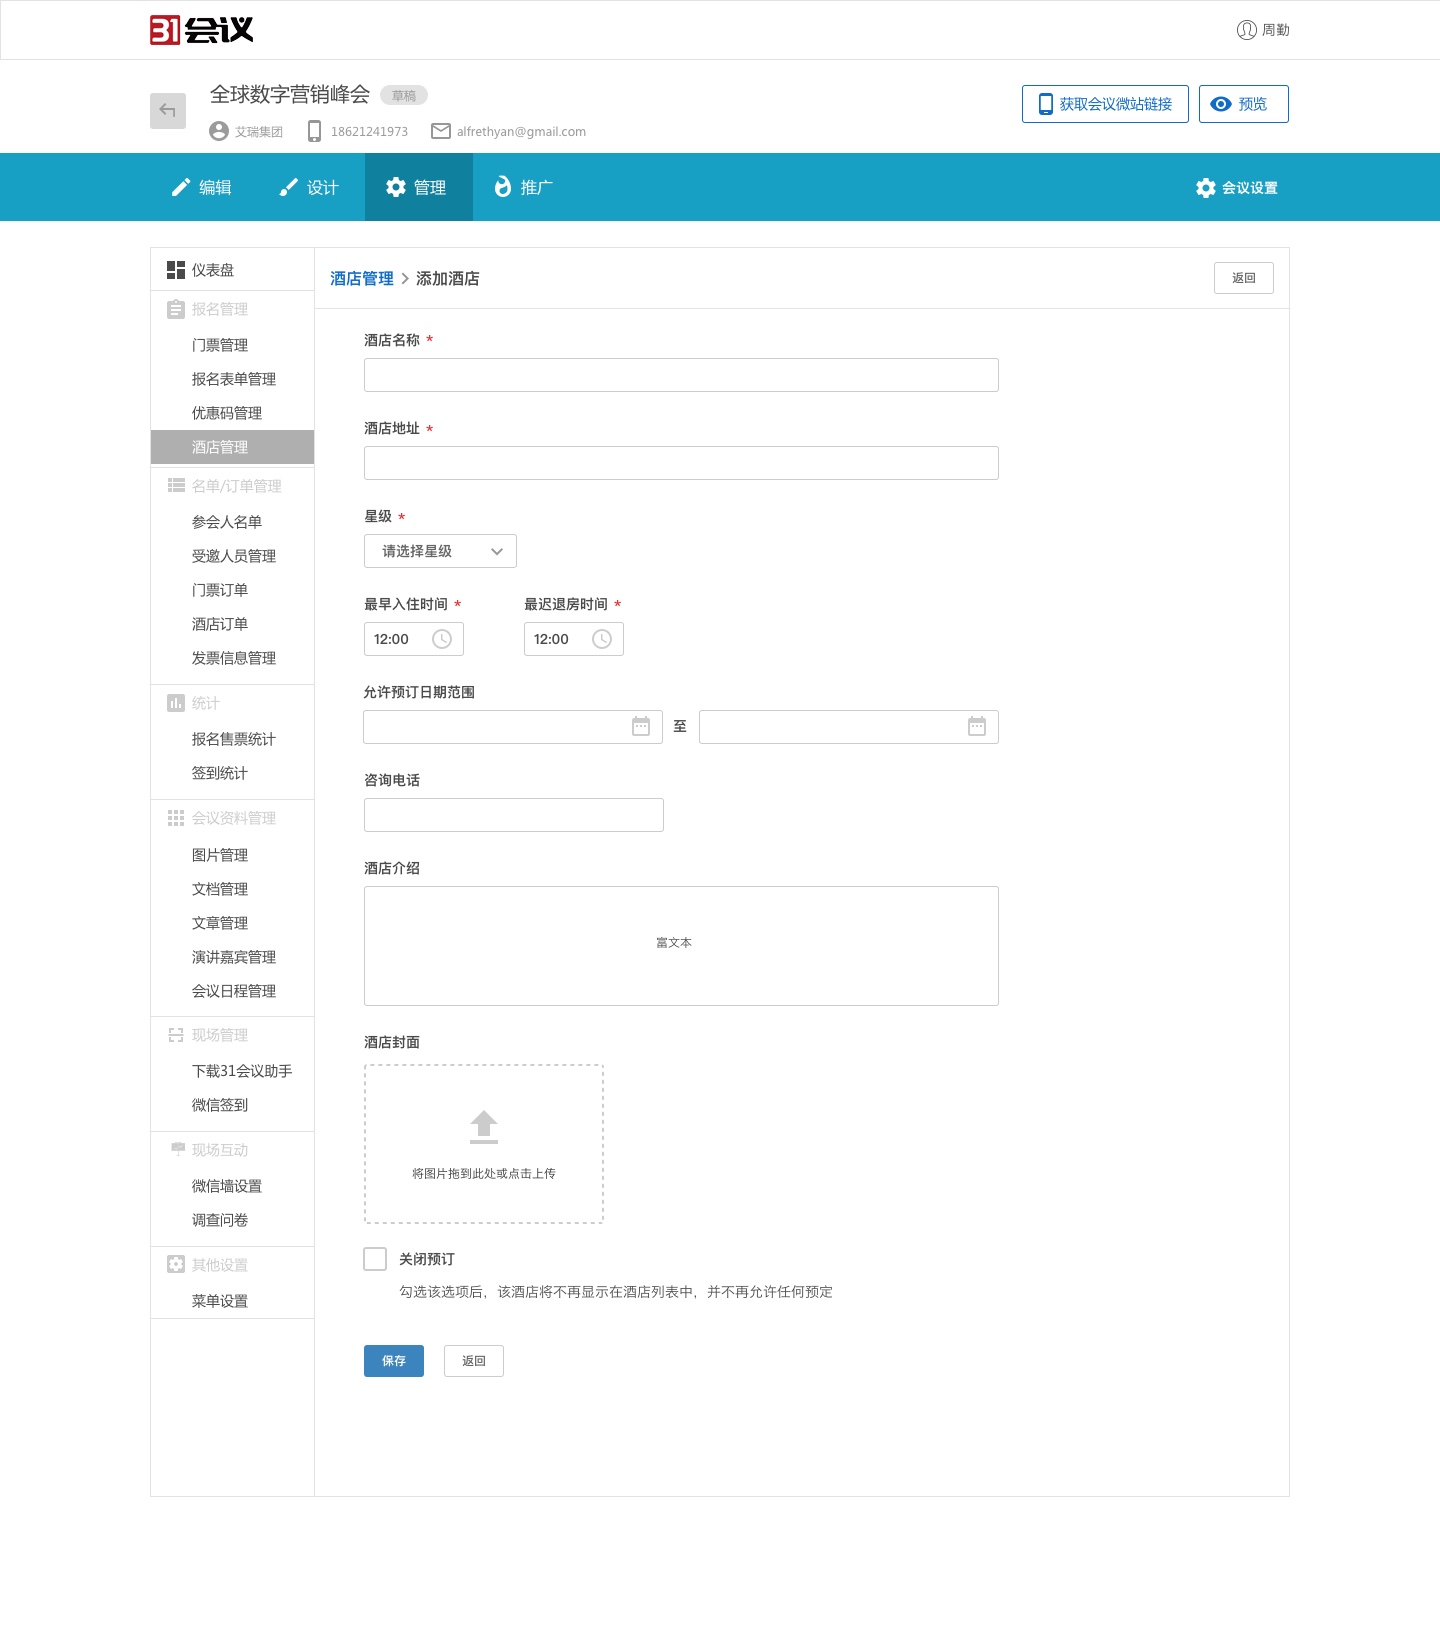 31会议
周勤
全球数字营销峰会 草稿
艾瑞集团 18621241973 alfrethyan@gmail.com
获取会议微站链接 预览
编辑 设计 管理 推广 会议设置
仪表盘
报名管理
门票管理
报名表单管理
优惠码管理
酒店管理
名单/订单管理
参会人名单
受邀人员管理
门票订单
酒店订单
发票信息管理
统计
报名售票统计
签到统计
会议资料管理
图片管理
文档管理
文章管理
演讲嘉宾管理
会议日程管理
现场管理
下载31会议助手
微信签到
现场互动
微信墙设置
调查问卷
其他设置
菜单设置
酒店管理 > 添加酒店 返回
酒店名称 *
酒店地址 *
星级 *
请选择星级
最早入住时间 * 最迟退房时间 *
12:00 12:00
允许预订日期范围
至
咨询电话
酒店介绍
富文本
酒店封面
将图片拖到此处或点击上传
关闭预订
勾选该选项后，该酒店将不再显示在酒店列表中，并不再允许任何预定
保存 返回